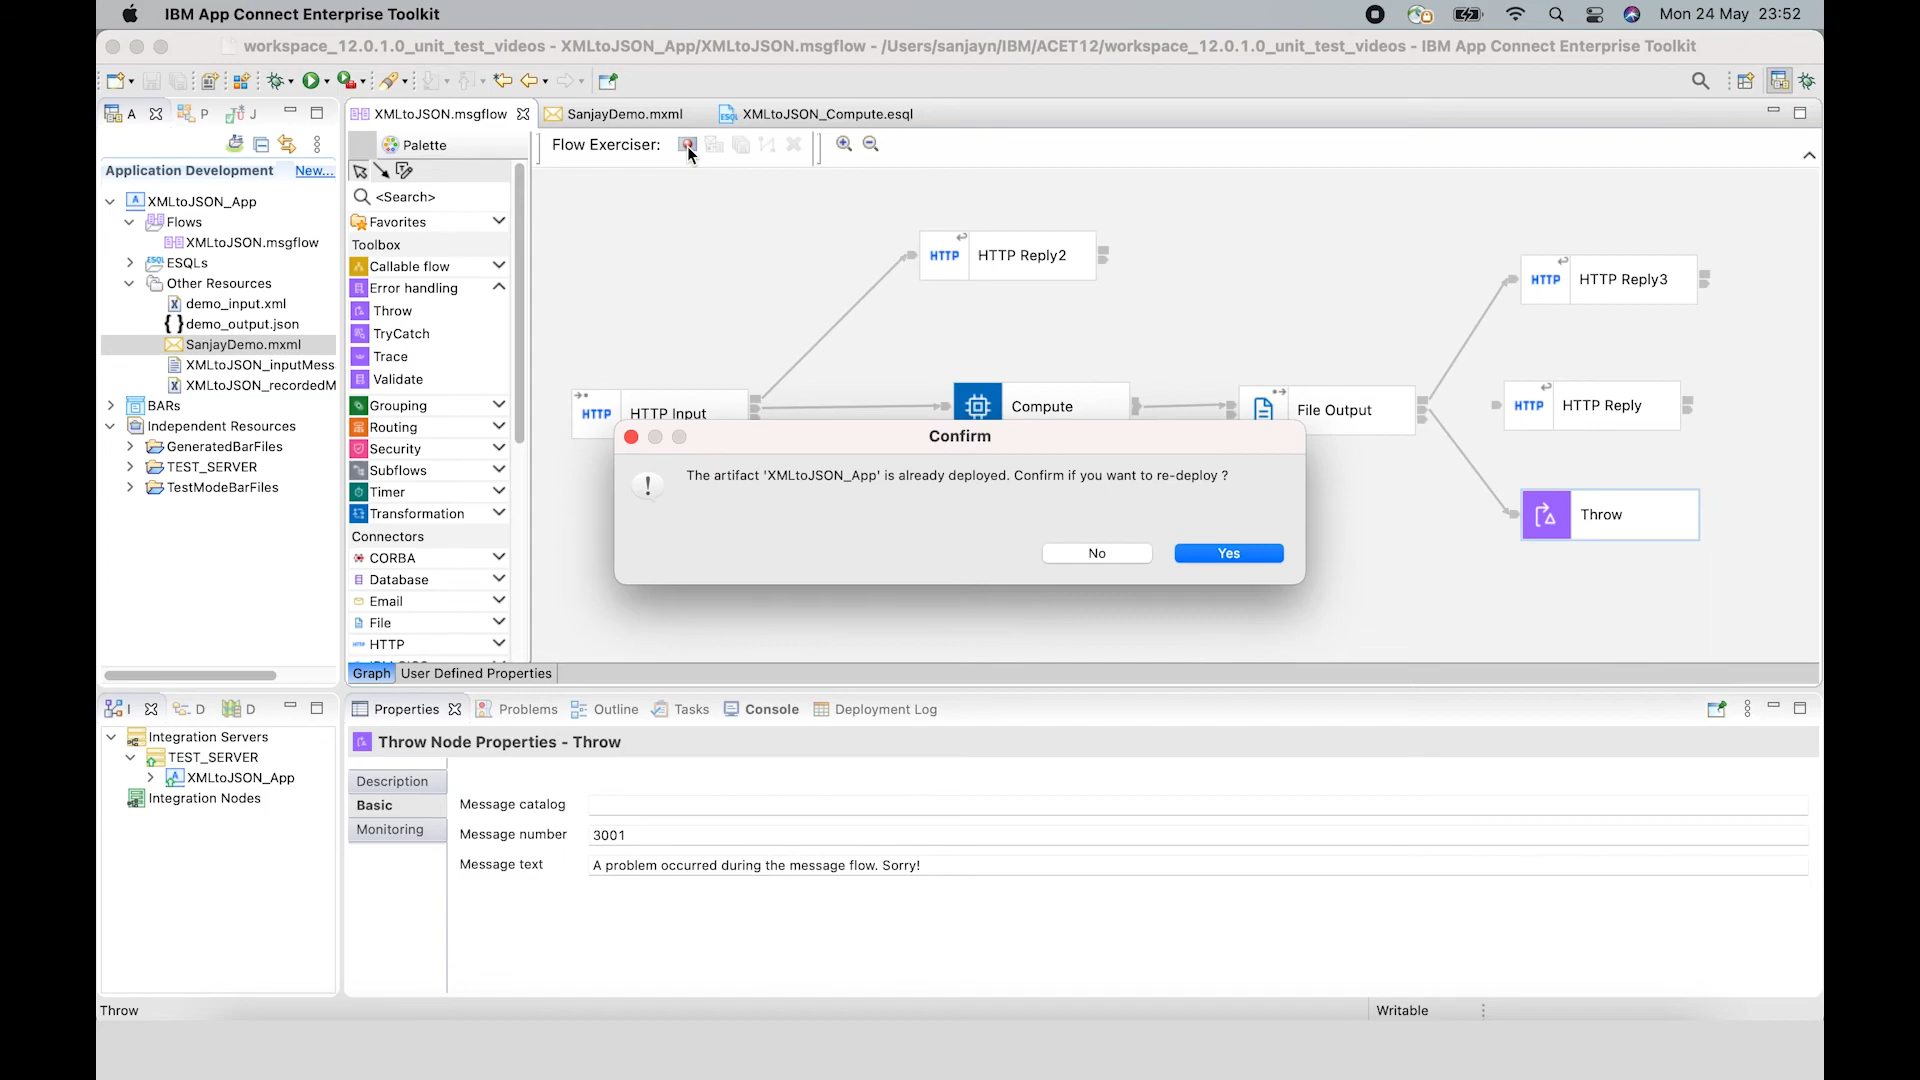 IBM App Connect Enterprise Toolkit
Mon 24 May 23:52
workspace_12.0.1.0_unit_test_videos - XMLtoJSON_App/XMLtoJSON.msgflow - /Users/sanjayn/IBM/ACET12/workspace_12.0.1.0_unit_test_videos - IBM App Connect Enterprise Toolkit
A
P
J
XMLtoJSON.msgflow
SanjayDemo.mxml
ESQL
XMLtoJSON_Compute.esql
Palette
Flow Exerciser:
Application Development
New...
<Search>
XMLtoJSON_App
Flows
XMLtoJSON.msgflow
ESQLs
Other Resources
demo_input.xml
demo_output.json
SanjayDemo.mxml
XMLtoJSON_inputMess
XMLtoJSON_recordedM
BARs
Independent Resources
GeneratedBarFiles
TEST_SERVER
TestModeBarFiles
Favorites
Toolbox
Callable flow
Error handling
Throw
TryCatch
Trace
Validate
Grouping
Routing
Security
Subflows
Timer
Transformation
Connectors
CORBA
Database
Email
File
HTTP
HTTP HTTP Reply2
HTTP HTTP Reply3
HTTP HTTP Input
Compute
File Output
HTTP HTTP Reply
Throw
Confirm
The artifact 'XMLtoJSON_App' is already deployed. Confirm if you want to re-deploy ?
No
Yes
Graph
User Defined Properties
I
D
D
Integration Servers
TEST_SERVER
XMLtoJSON_App
Integration Nodes
Properties
Problems
Outline
Tasks
Console
Deployment Log
Throw Node Properties - Throw
Description
Basic
Monitoring
Message catalog
Message number
3001
Message text
A problem occurred during the message flow. Sorry!
Throw
Writable